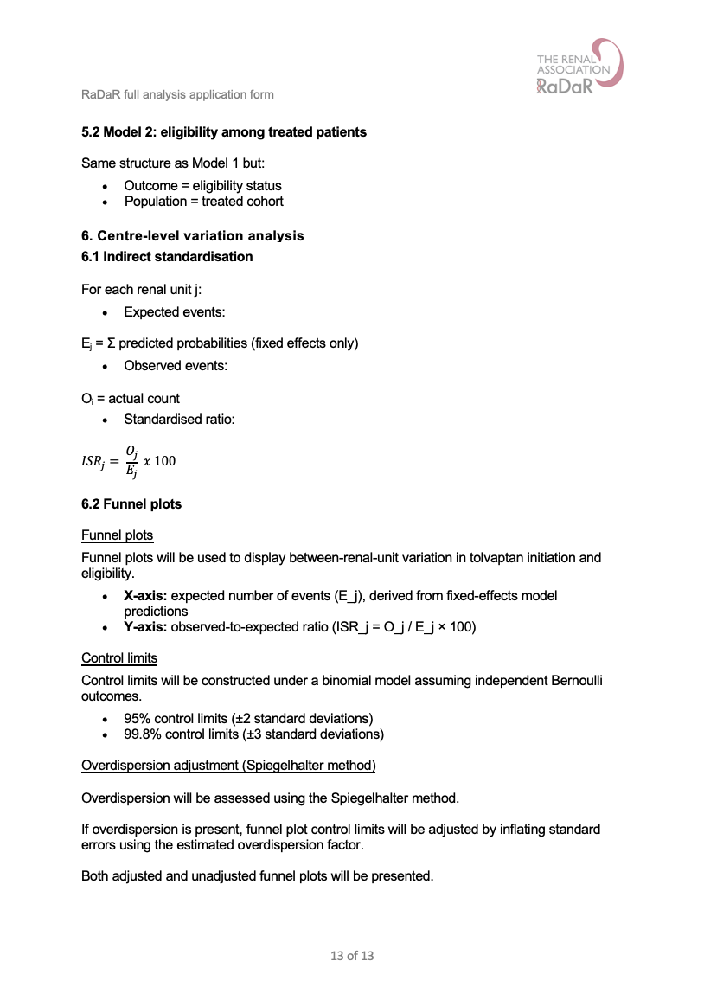 THE RENAL
ASSOCIATION
RaDaR
RaDaR full analysis application form
5.2 Model 2: eligibility among treated patients
Same structure as Model 1 but:
• Outcome = eligibility status
• Population = treated cohort
6. Centre-level variation analysis
6.1 Indirect standardisation
For each renal unit j:
• Expected events:
Eⱼ = Σ predicted probabilities (fixed effects only)
• Observed events:
Oⱼ = actual count
• Standardised ratio:
ISRⱼ = Oⱼ / Eⱼ x 100
6.2 Funnel plots
Funnel plots
Funnel plots will be used to display between-renal-unit variation in tolvaptan initiation and
eligibility.
• X-axis: expected number of events (E_j), derived from fixed-effects model
predictions
• Y-axis: observed-to-expected ratio (ISR_j = O_j / E_j × 100)
Control limits
Control limits will be constructed under a binomial model assuming independent Bernoulli
outcomes.
• 95% control limits (±2 standard deviations)
• 99.8% control limits (±3 standard deviations)
Overdispersion adjustment (Spiegelhalter method)
Overdispersion will be assessed using the Spiegelhalter method.
If overdispersion is present, funnel plot control limits will be adjusted by inflating standard
errors using the estimated overdispersion factor.
Both adjusted and unadjusted funnel plots will be presented.
13 of 13